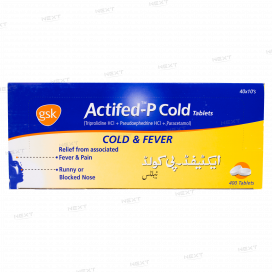 40x10's
gsk
Actifed-P Cold Tablets
(Triprolidine HCl + Pseudoephedrine HCl + Paracetamol)
COLD & FEVER
Relief from associated
Fever & Pain
Runny or
Blocked Nose
ایکٹیفیڈ پی کولڈ
ٹیبلٹس
400 Tablets